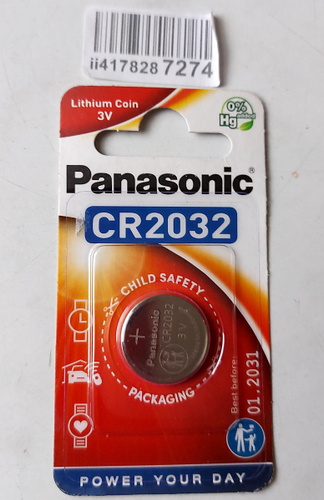 ii417828 7274
Lithium Coin
3V
0%
Hg added
Panasonic
CR2032
CHILD SAFETY
+
Panasonic
CR2032
3V
PACKAGING
Best before:
01.2031
POWER YOUR DAY